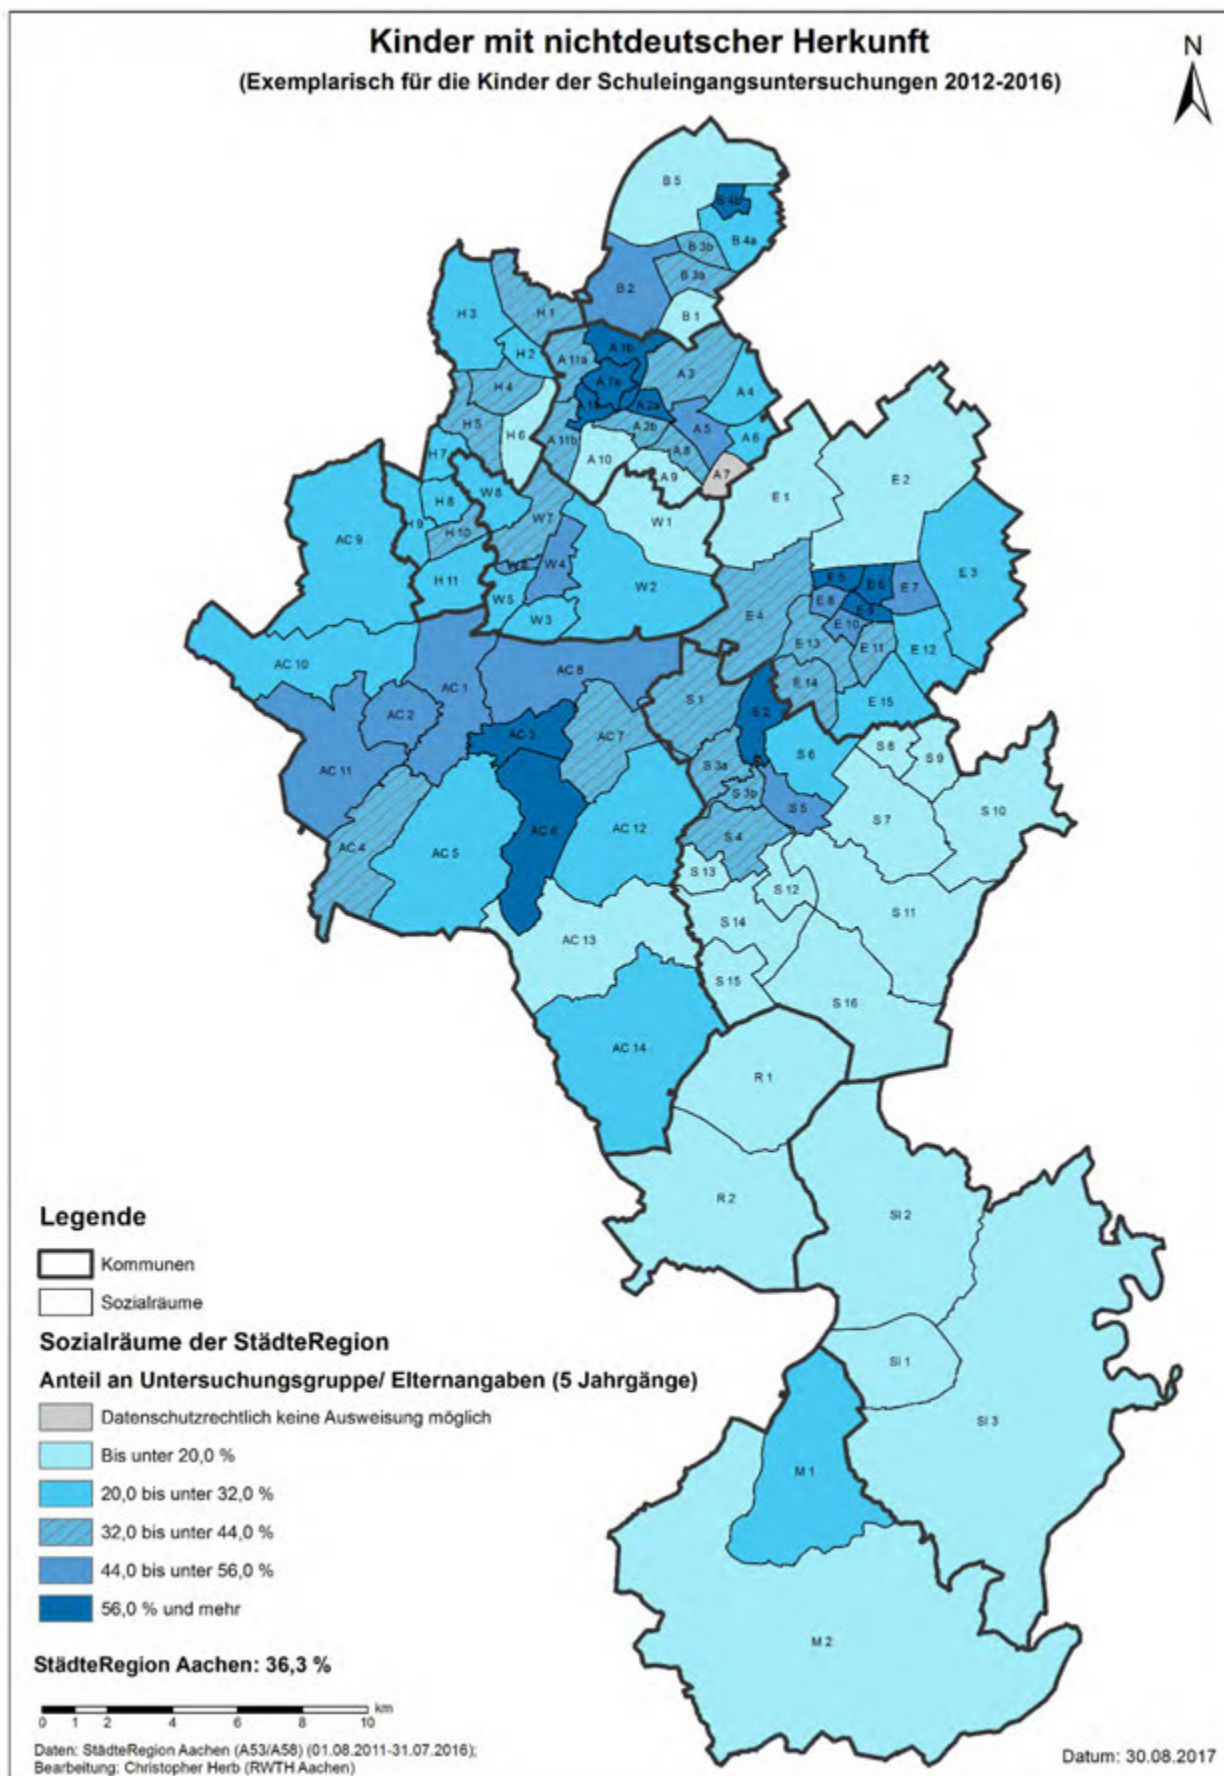 Kinder mit nichtdeutscher Herkunft
(Exemplarisch für die Kinder der Schuleingangsuntersuchungen 2012-2016)
N
B 5
B 4b
B 4a
B 3b
B 3a
B 2
B 1
H 3
H 1
H 2
A 11a
A 1b
A 3
A 1a
A 4
H 4
A 2a
H 5
H 6
A 11b
A 2b
A 5
A 6
A 8
A 10
A 9
A 7
H 7
W 1
E 1
E 2
H 8
H 9
W 7
H 10
AC 9
W 4
H 11
W 5
W 2
W 3
E 5
E 7
E 3
E 8
E 10
E 4
E 13
E 11
E 12
E 14
E 15
AC 10
AC 1
AC 8
AC 2
AC 3
AC 7
AC 11
S 1
S 2
S 3a
S 3b
S 6
S 8
S 9
S 5
S 7
S 10
AC 4
AC 5
AC 6
AC 12
S 4
S 13
S 12
S 11
S 14
AC 13
S 15
S 16
AC 14
R 1
R 2
SI 2
SI 1
SI 3
M 1
M 2
Legende
Kommunen
Sozialräume
Sozialräume der StädteRegion
Anteil an Untersuchungsgruppe/ Elternangaben (5 Jahrgänge)
Datenschutzrechtlich keine Ausweisung möglich
Bis unter 20,0 %
20,0 bis unter 32,0 %
32,0 bis unter 44,0 %
44,0 bis unter 56,0 %
56,0 % und mehr
StädteRegion Aachen: 36,3 %
km
0 1 2 4 6 8 10
Daten: StädteRegion Aachen (A53/A58) (01.08.2011-31.07.2016);
Bearbeitung: Christopher Herb (RWTH Aachen)
Datum: 30.08.2017